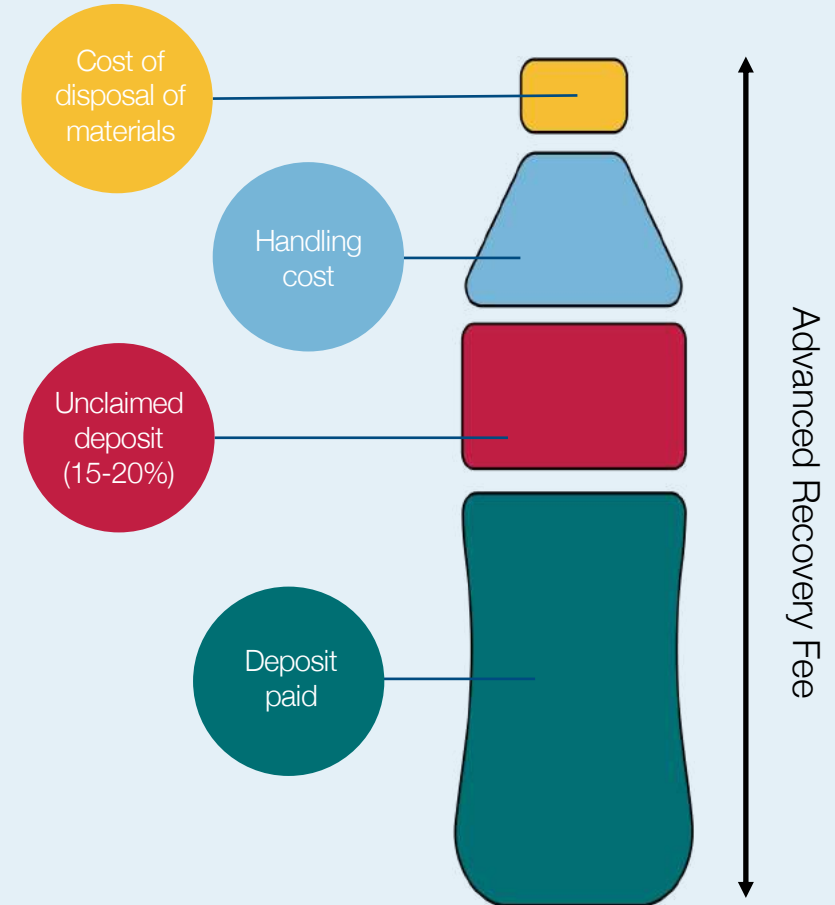 Cost of
disposal of
materials
Handling
cost
Unclaimed
deposit
(15-20%)
Deposit
paid
Advanced Recovery Fee